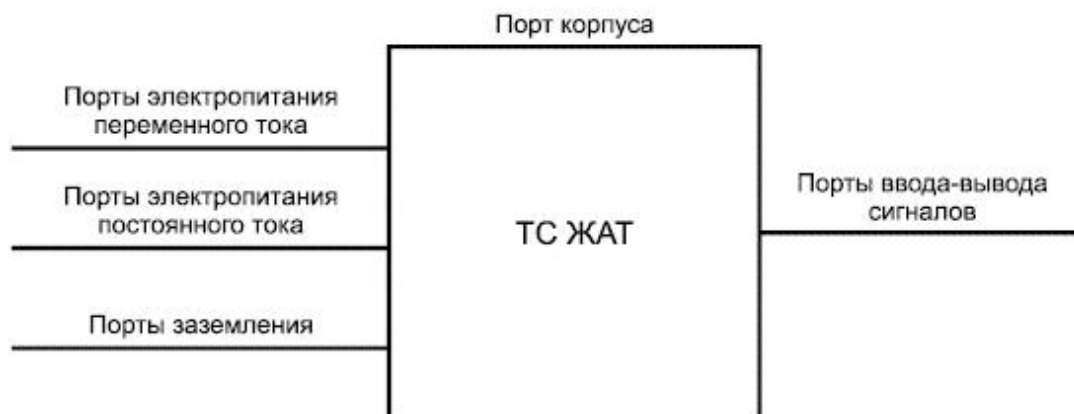 Порт корпуса
Порты электропитания
переменного тока
Порты электропитания
постоянного тока
Порты заземления
ТС ЖАТ
Порты ввода-вывода
сигналов